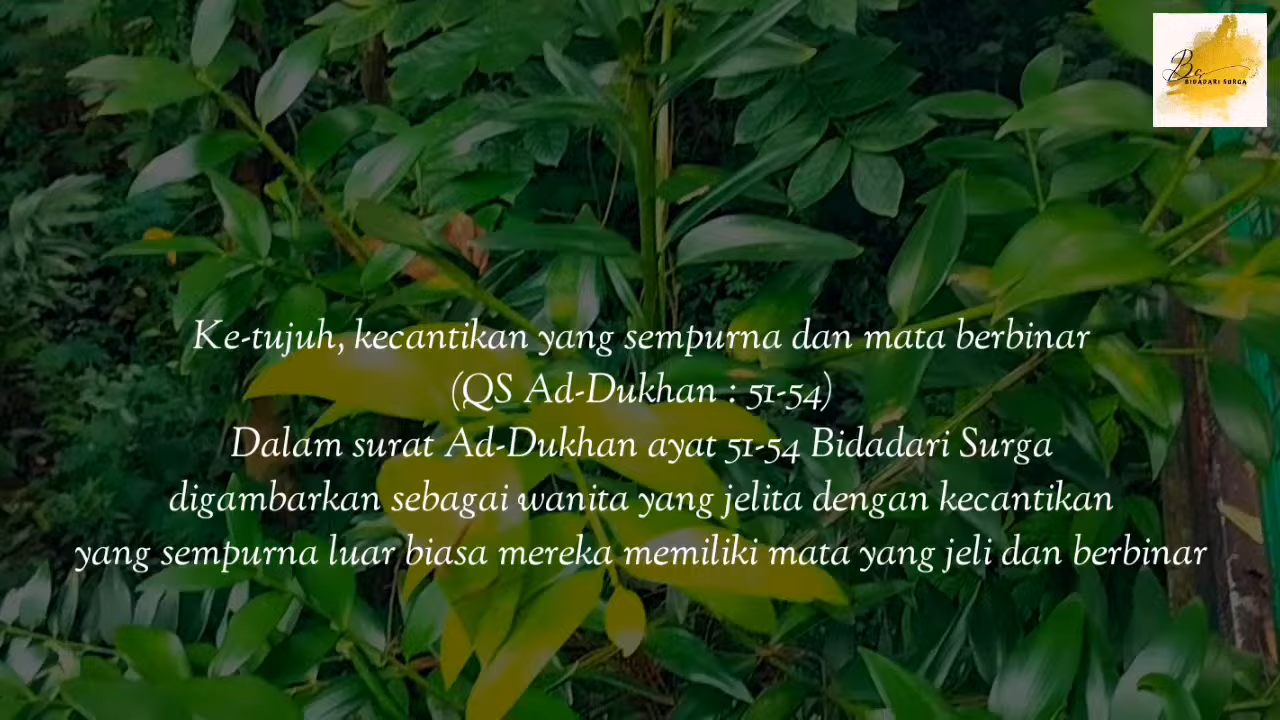 Bs
BIDADARI SURGA
Ke-tujuh, kecantikan yang sempurna dan mata berbinar
(QS Ad-Dukhan : 51-54)
Dalam surat Ad-Dukhan ayat 51-54 Bidadari Surga
digambarkan sebagai wanita yang jelita dengan kecantikan
yang sempurna luar biasa mereka memiliki mata yang jeli dan berbinar